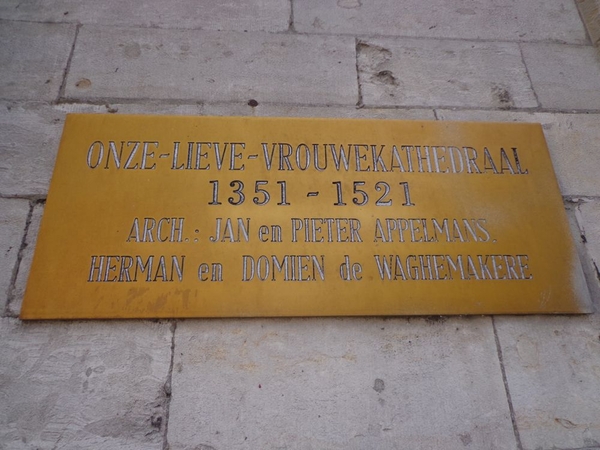 ONZE-LIEVE-VROUWEKATHEDRAAL
1351 - 1521
ARCH.: JAN en PIETER APPELMANS.
HERMAN en DOMIEN de WAGHEMAKERE